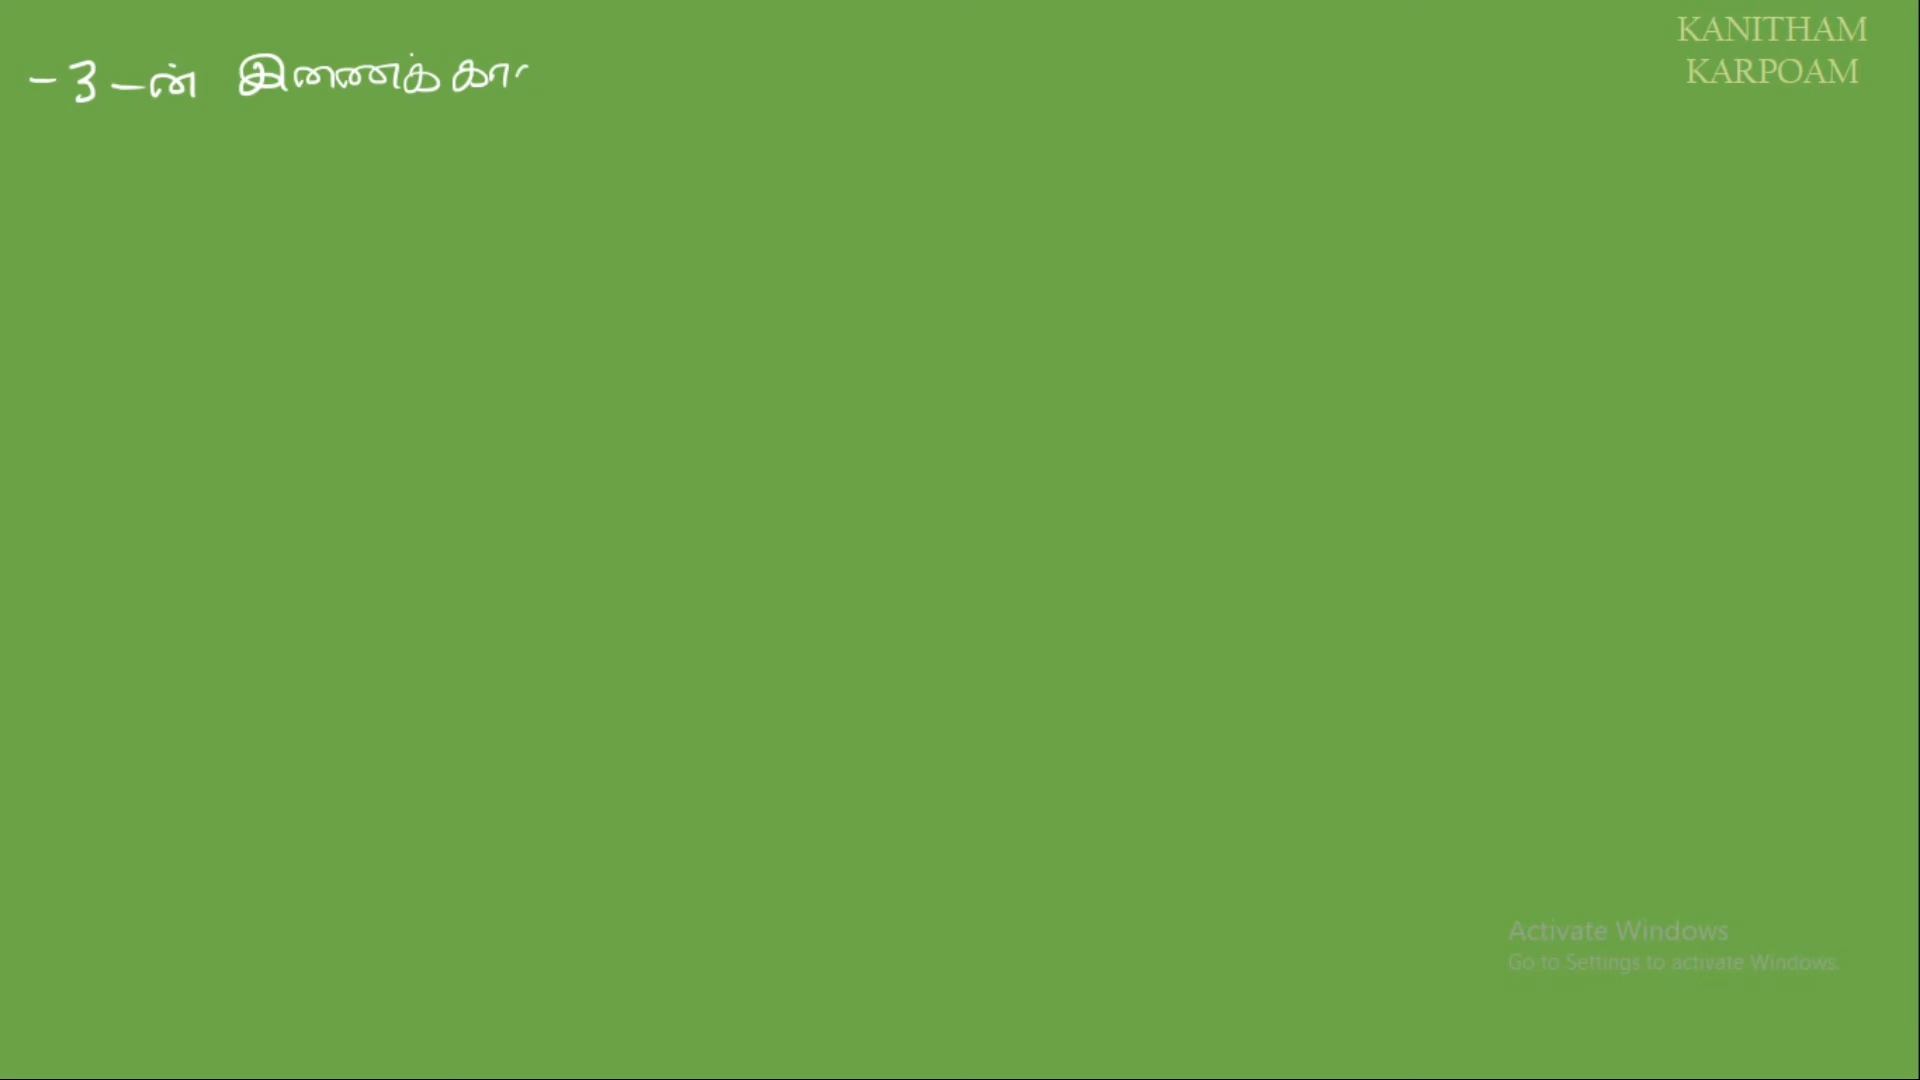 -3-ன் இணைக்கா
KANITHAM
KARPOAM
Activate Windows
Go to Settings to activate Windows.